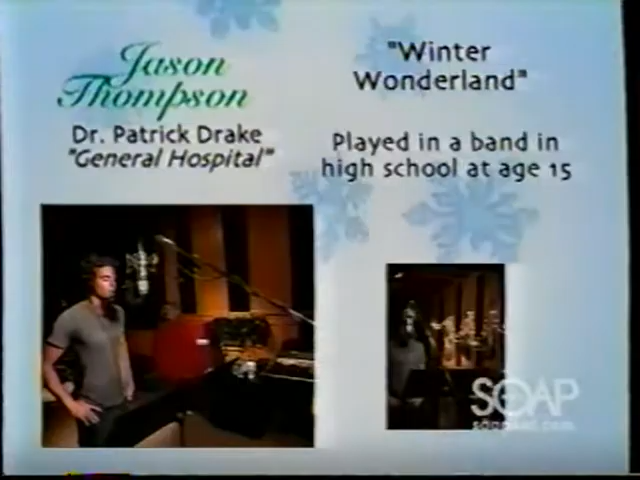 Jason
Thompson
Dr. Patrick Drake
"General Hospital"
"Winter
Wonderland"
Played in a band in
high school at age 15
SOAP